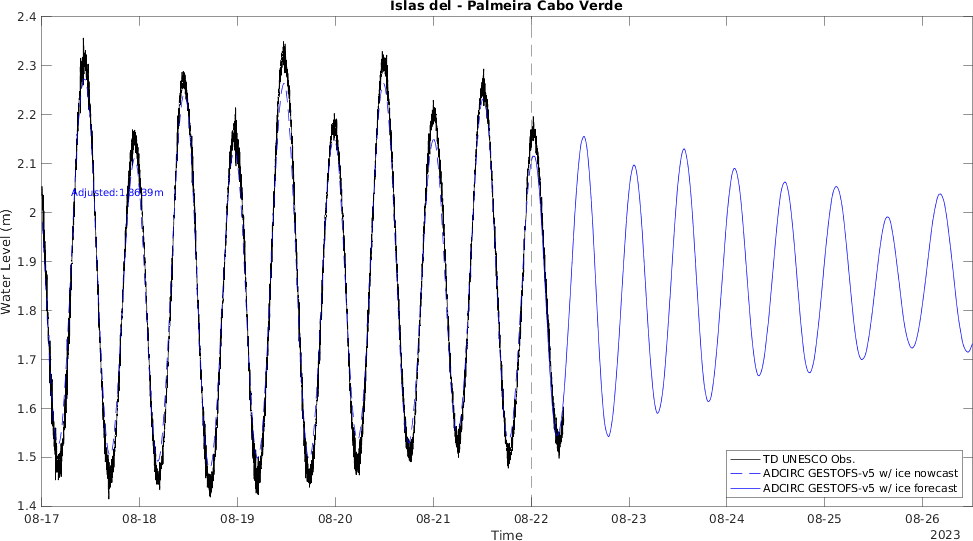 Islas del - Palmeira Cabo Verde
2.4
2.3
2.2
2.1
2
1.9
1.8
1.7
1.6
1.5
1.4
Water Level (m)
Adjusted:1.8639m
TD UNESCO Obs.
ADCIRC GESTOFS-v5 w/ ice nowcast
ADCIRC GESTOFS-v5 w/ ice forecast
08-17 08-18 08-19 08-20 08-21 08-22 08-23 08-24 08-25 08-26
Time
2023